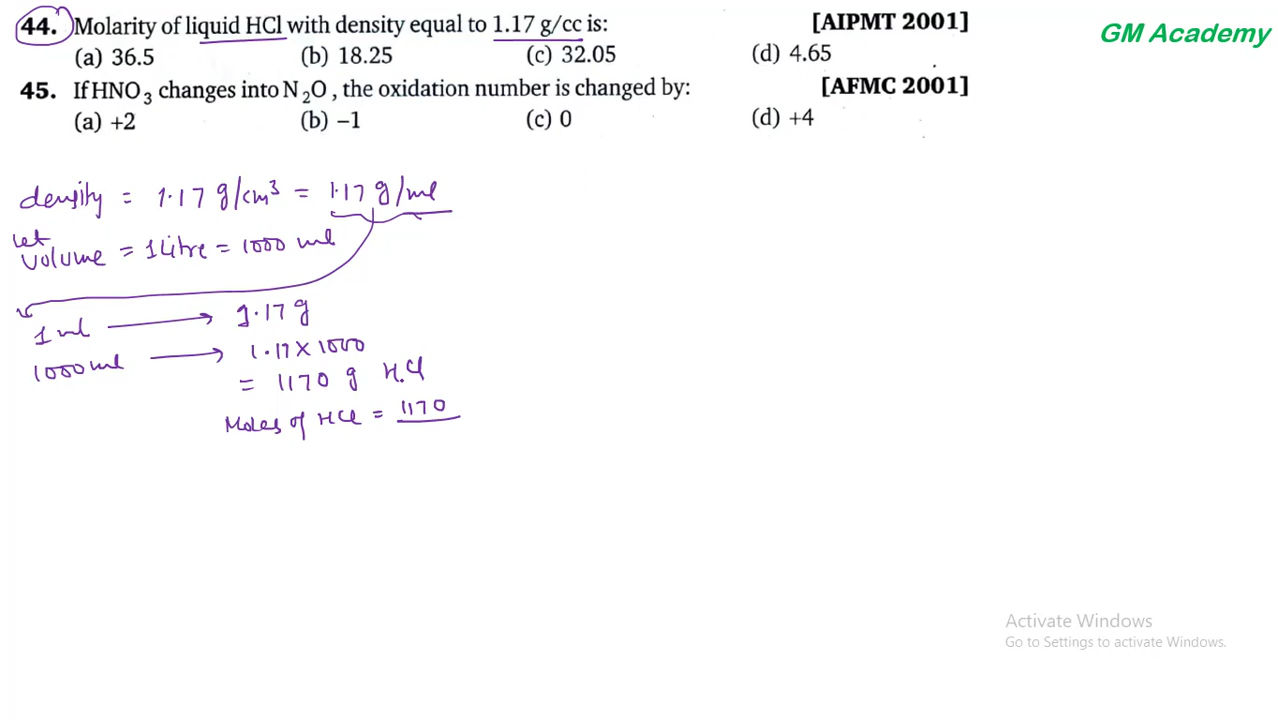 44. Molarity of liquid HCl with density equal to 1.17 g/cc is: [AIPMT 2001]
GM Academy
(a) 36.5 (b) 18.25 (c) 32.05 (d) 4.65
45. If HNO3 changes into N2O, the oxidation number is changed by: [AFMC 2001]
(a) +2 (b) –1 (c) 0 (d) +4
density = 1.17 g/cm³ = 1.17 g/ml
let
volume = 1 litre = 1000 ml
1 ml → 1.17 g
1000 ml → 1.17 × 1000
= 1170 g HCl
Moles of HCl = 1170
Activate Windows
Go to Settings to activate Windows.